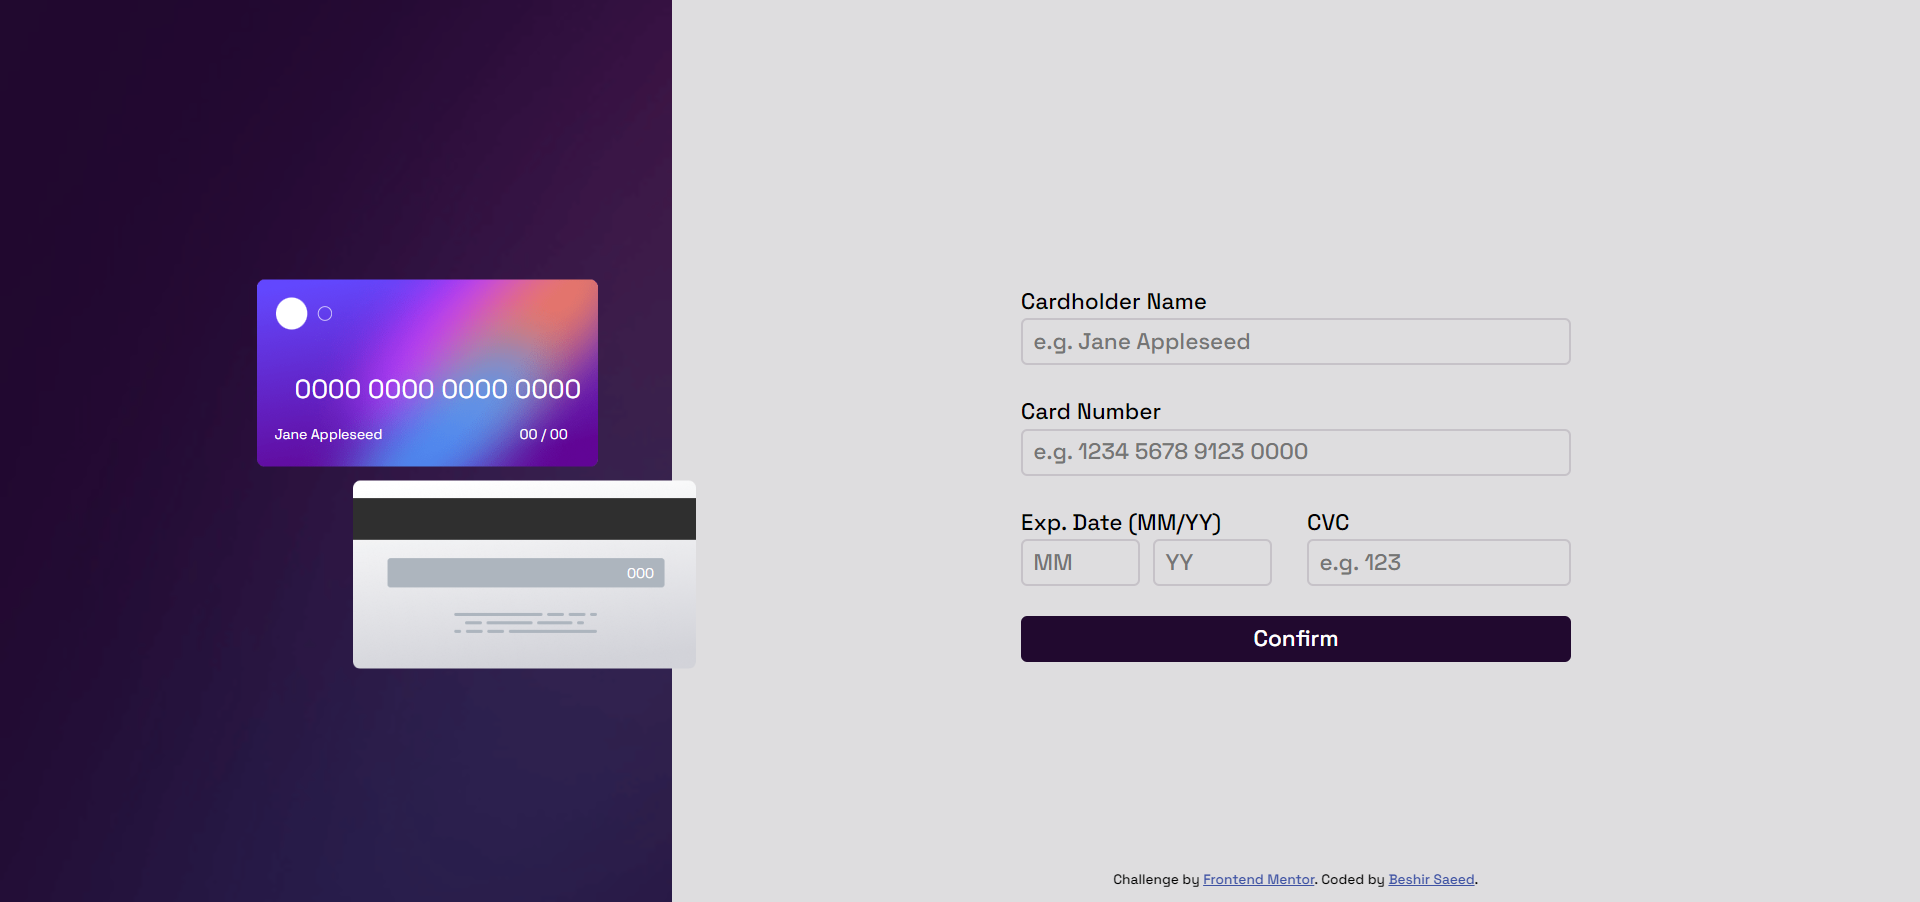 0000 0000 0000 0000
Jane Appleseed 00 / 00
000
Cardholder Name
e.g. Jane Appleseed
Card Number
e.g. 1234 5678 9123 0000
Exp. Date (MM/YY) CVC
MM YY e.g. 123
Confirm
Challenge by Frontend Mentor. Coded by Beshir Saeed.